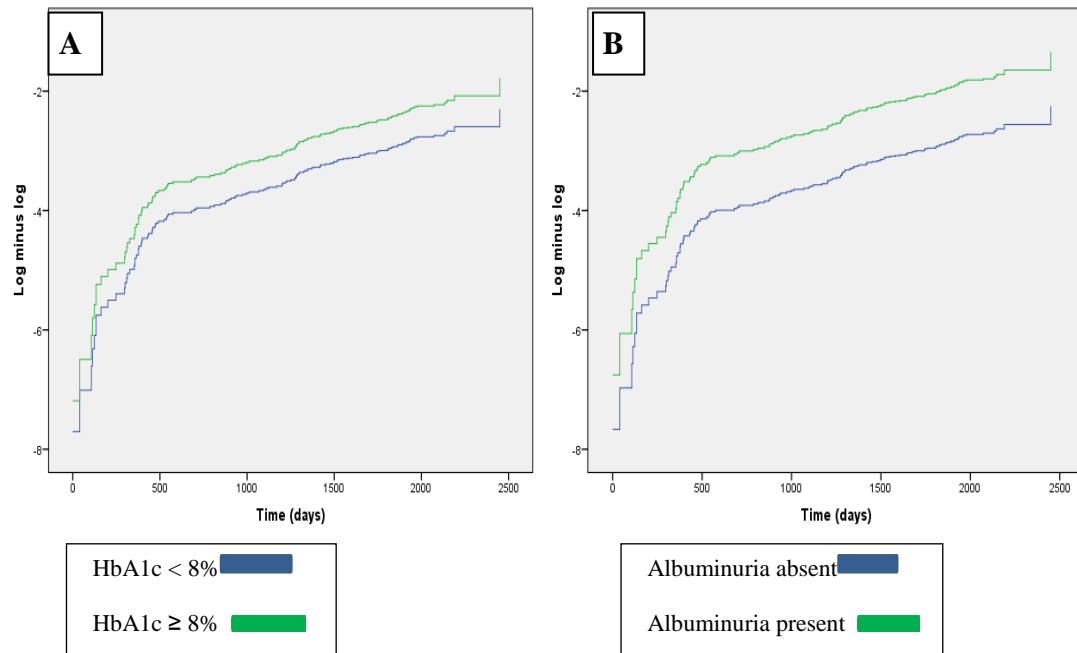 A
Log minus log
-2
-4
-6
-8
0 500 1000 1500 2000 2500
Time (days)
HbA1c < 8%
HbA1c ≥ 8%
B
Log minus log
-2
-4
-6
-8
0 500 1000 1500 2000 2500
Time (days)
Albuminuria absent
Albuminuria present